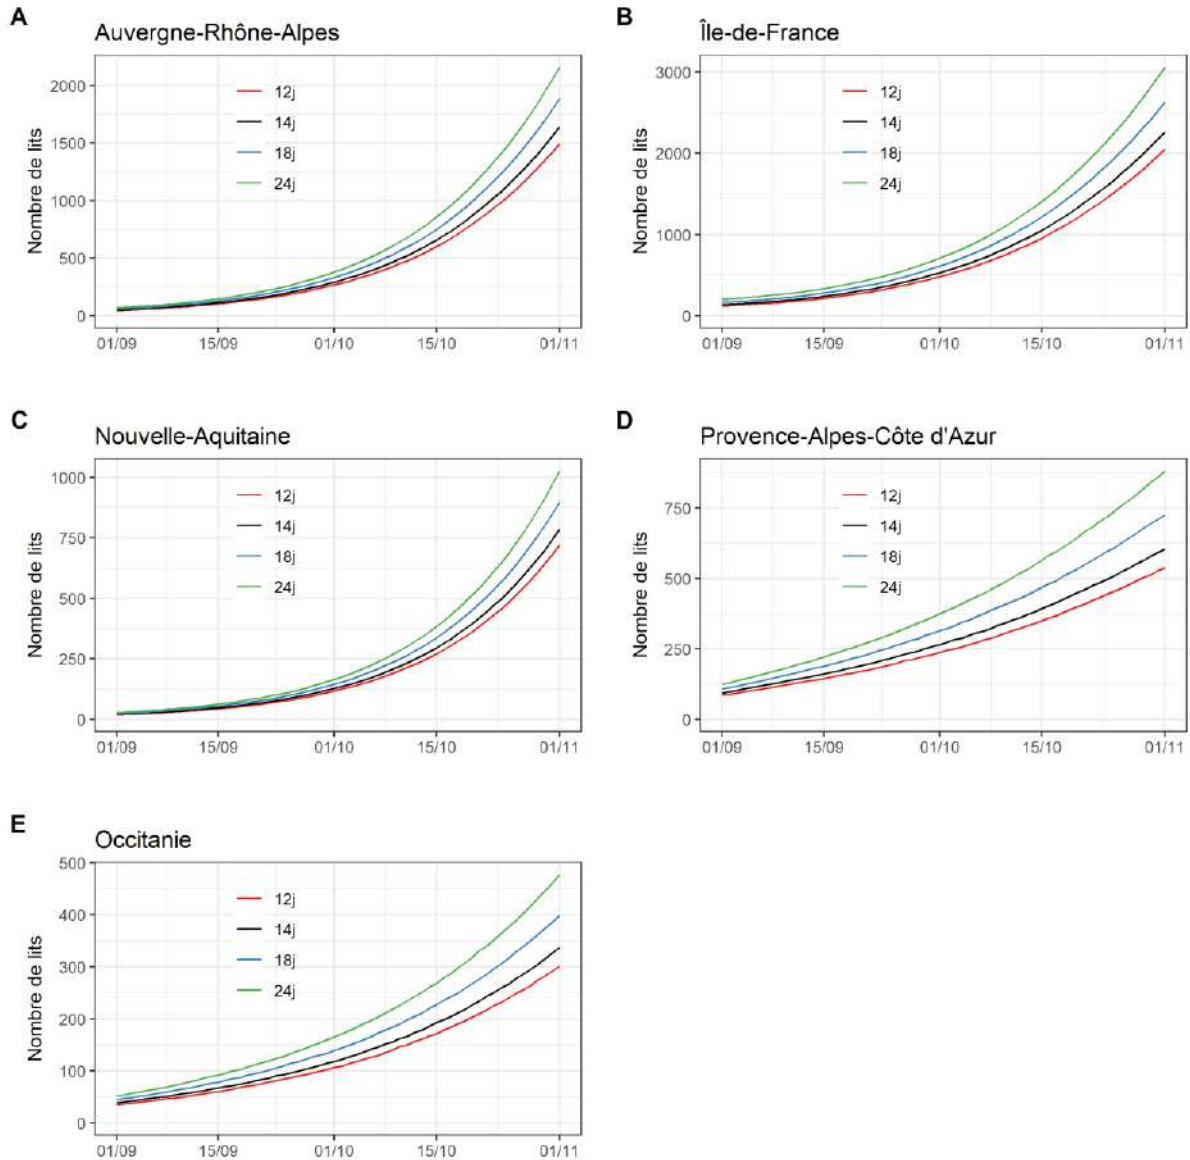 A
Auvergne-Rhône-Alpes
Nombre de lits
2000
1500
1000
500
0
12j
14j
18j
24j
01/09 15/09 01/10 15/10 01/11
B
Île-de-France
Nombre de lits
3000
2000
1000
0
12j
14j
18j
24j
01/09 15/09 01/10 15/10 01/11
C
Nouvelle-Aquitaine
Nombre de lits
1000
750
500
250
0
12j
14j
18j
24j
01/09 15/09 01/10 15/10 01/11
D
Provence-Alpes-Côte d'Azur
Nombre de lits
750
500
250
0
12j
14j
18j
24j
01/09 15/09 01/10 15/10 01/11
E
Occitanie
Nombre de lits
500
400
300
200
100
0
12j
14j
18j
24j
01/09 15/09 01/10 15/10 01/11